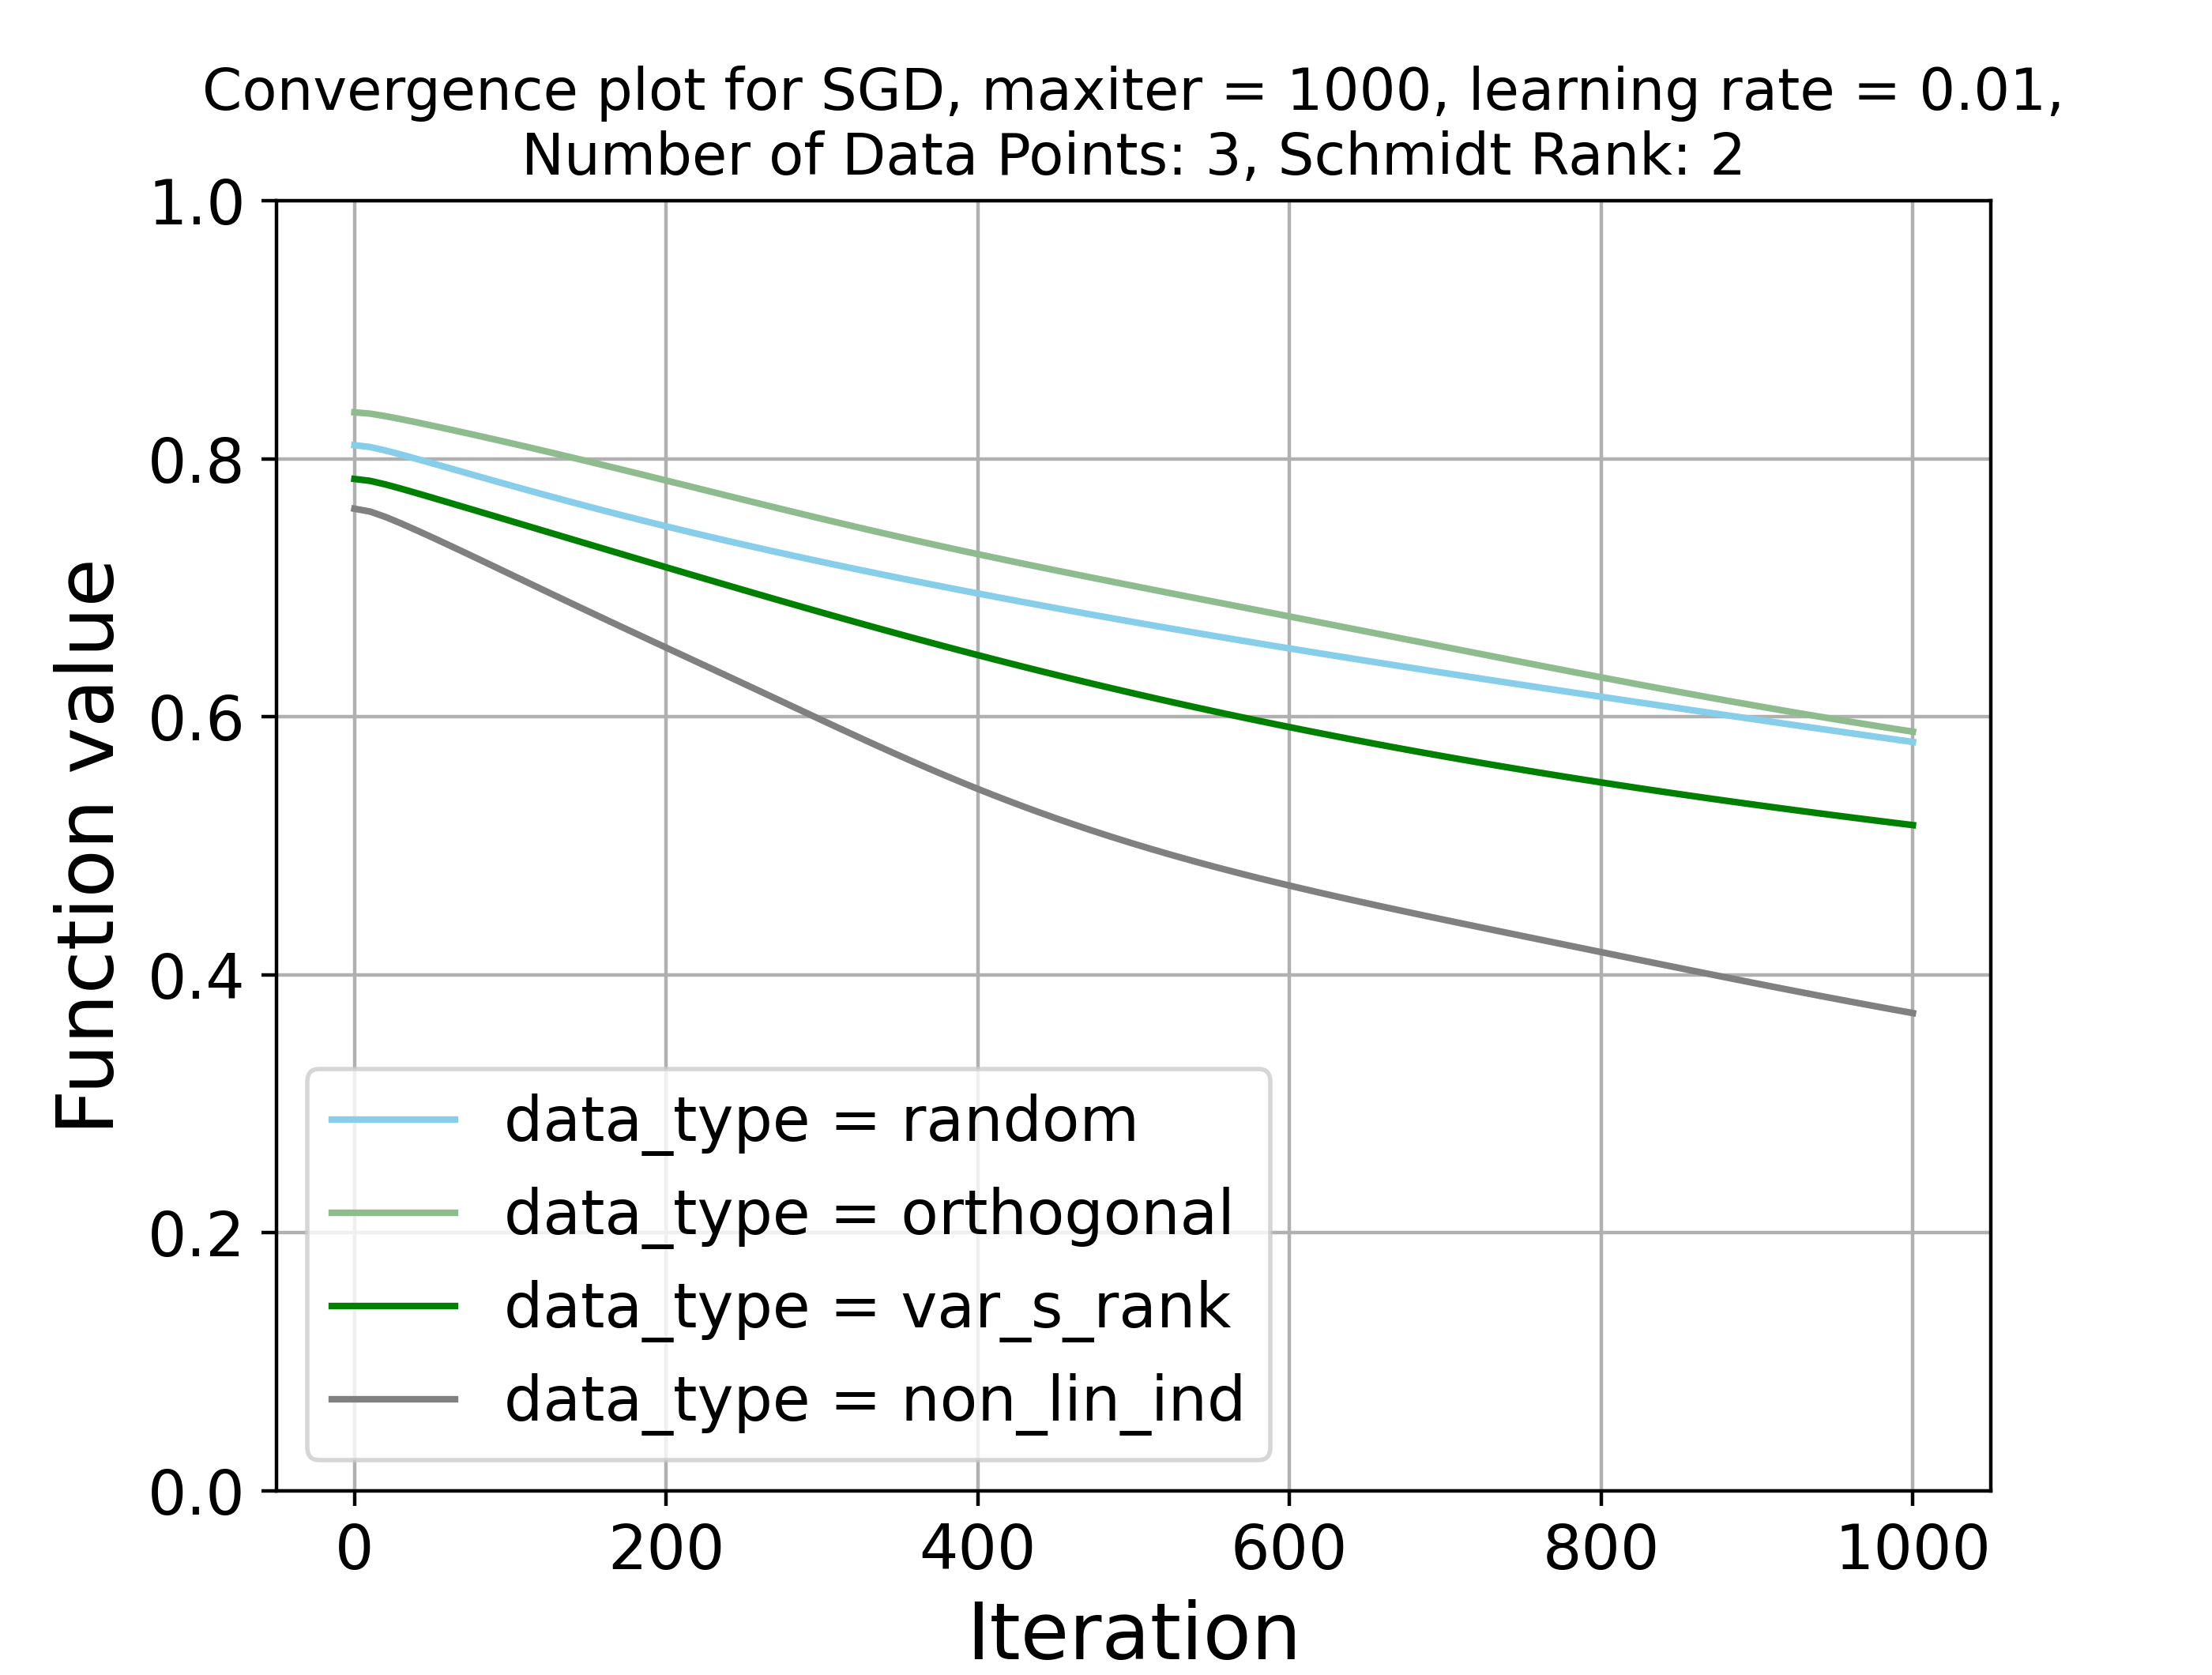 Convergence plot for SGD, maxiter = 1000, learning rate = 0.01,
Number of Data Points: 3, Schmidt Rank: 2
1.0
0.8
0.6
0.4
0.2
0.0
Function value
data_type = random
data_type = orthogonal
data_type = var_s_rank
data_type = non_lin_ind
0
200
400
600
800
1000
Iteration